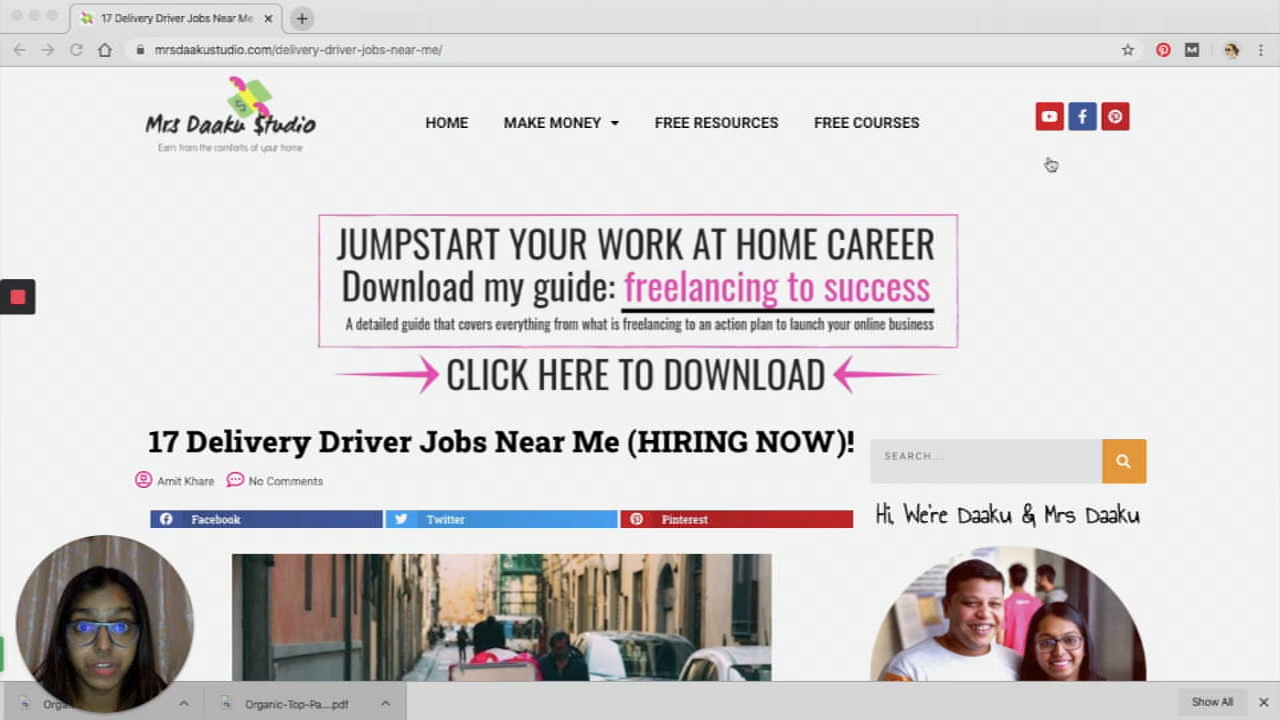 17 Delivery Driver Jobs Near Me
mrsdaakustudio.com/delivery-driver-jobs-near-me/
Mrs Daaku $tudio
Earn from the comforts of your home
HOME
MAKE MONEY
FREE RESOURCES
FREE COURSES
JUMPSTART YOUR WORK AT HOME CAREER
Download my guide: freelancing to success
A detailed guide that covers everything from what is freelancing to an action plan to launch your online business
CLICK HERE TO DOWNLOAD
17 Delivery Driver Jobs Near Me (HIRING NOW)!
SEARCH...
Amit Khare
No Comments
Facebook
Twitter
Pinterest
Hi, We're Daaku & Mrs Daaku
Organic-Top-Pa....pdf
Show All